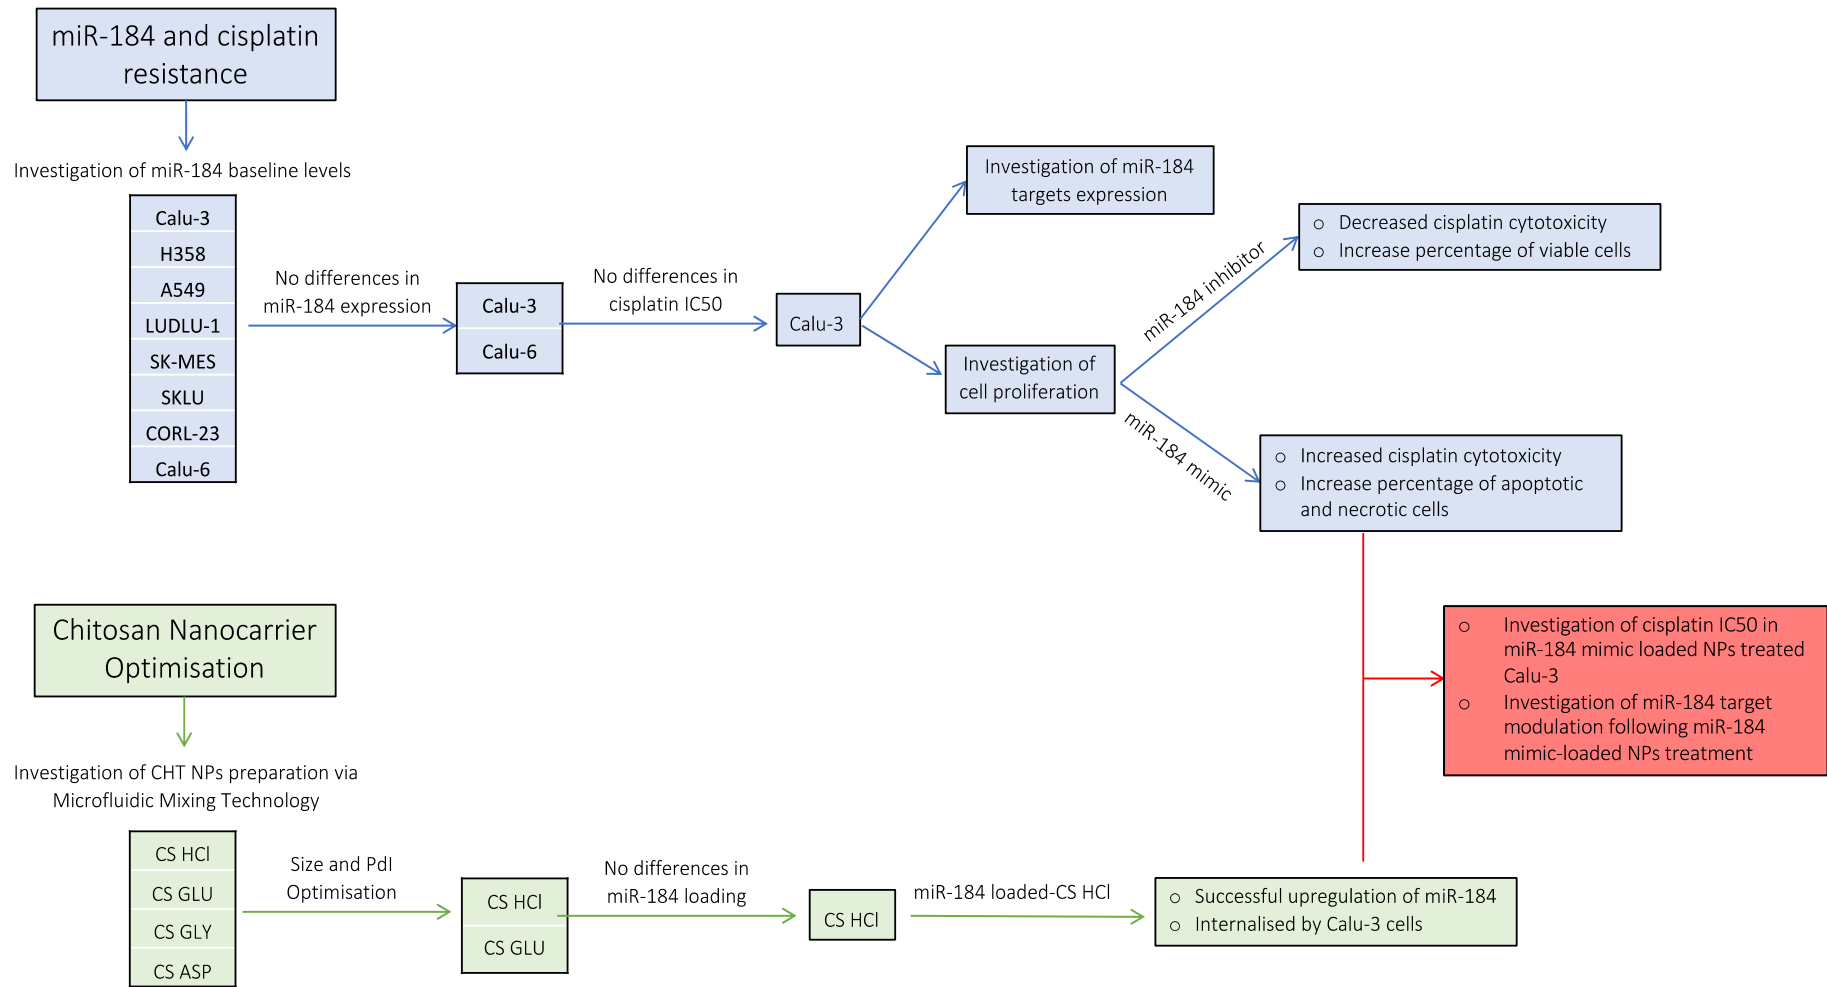 miR-184 and cisplatin
resistance
Investigation of miR-184 baseline levels
Calu-3
H358
A549
LUDLU-1
SK-MES
SKLU
CORL-23
Calu-6
No differences in
miR-184 expression
Calu-3
Calu-6
No differences in
cisplatin IC50
Calu-3
Investigation of miR-184
targets expression
Investigation of
cell proliferation
miR-184 inhibitor
miR-184 mimic
○ Decreased cisplatin cytotoxicity
○ Increase percentage of viable cells
○ Increased cisplatin cytotoxicity
○ Increase percentage of apoptotic
and necrotic cells
Chitosan Nanocarrier
Optimisation
Investigation of CHT NPs preparation via
Microfluidic Mixing Technology
CS HCl
CS GLU
CS GLY
CS ASP
Size and PdI
Optimisation
CS HCl
CS GLU
No differences in
miR-184 loading
CS HCl
miR-184 loaded-CS HCl
○ Successful upregulation of miR-184
○ Internalised by Calu-3 cells
○ Investigation of cisplatin IC50 in
miR-184 mimic loaded NPs treated
Calu-3
○ Investigation of miR-184 target
modulation following miR-184
mimic-loaded NPs treatment